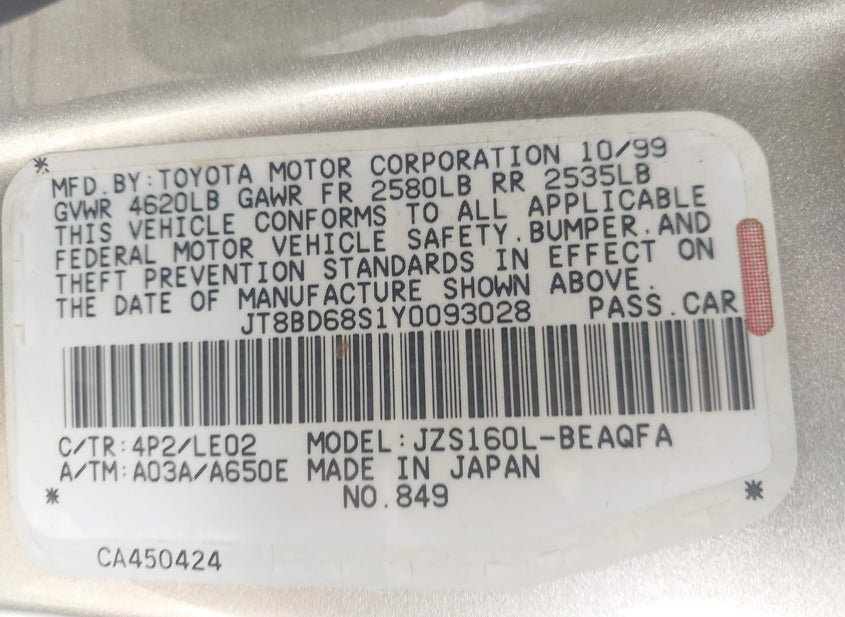 MFD. BY: TOYOTA MOTOR CORPORATION 10/99
GVWR 4620LB GAWR FR 2580LB RR 2535LB
THIS VEHICLE CONFORMS TO ALL APPLICABLE
FEDERAL MOTOR VEHICLE SAFETY, BUMPER, AND
THEFT PREVENTION STANDARDS IN EFFECT ON
THE DATE OF MANUFACTURE SHOWN ABOVE.
JT8BD68S1Y0093028 PASS. CAR
C/TR: 4P2/LE02 MODEL: JZS160L-BEAQFA
A/TM: A03A/A650E MADE IN JAPAN
NO. 849
CA450424